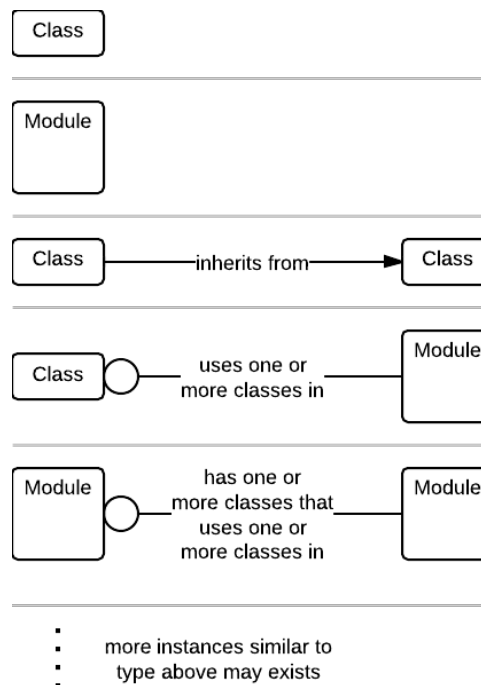 Class
Module
Class
inherits from
Class
Class
uses one or
more classes in
Module
Module
has one or
more classes that
uses one or
more classes in
Module
more instances similar to
type above may exists